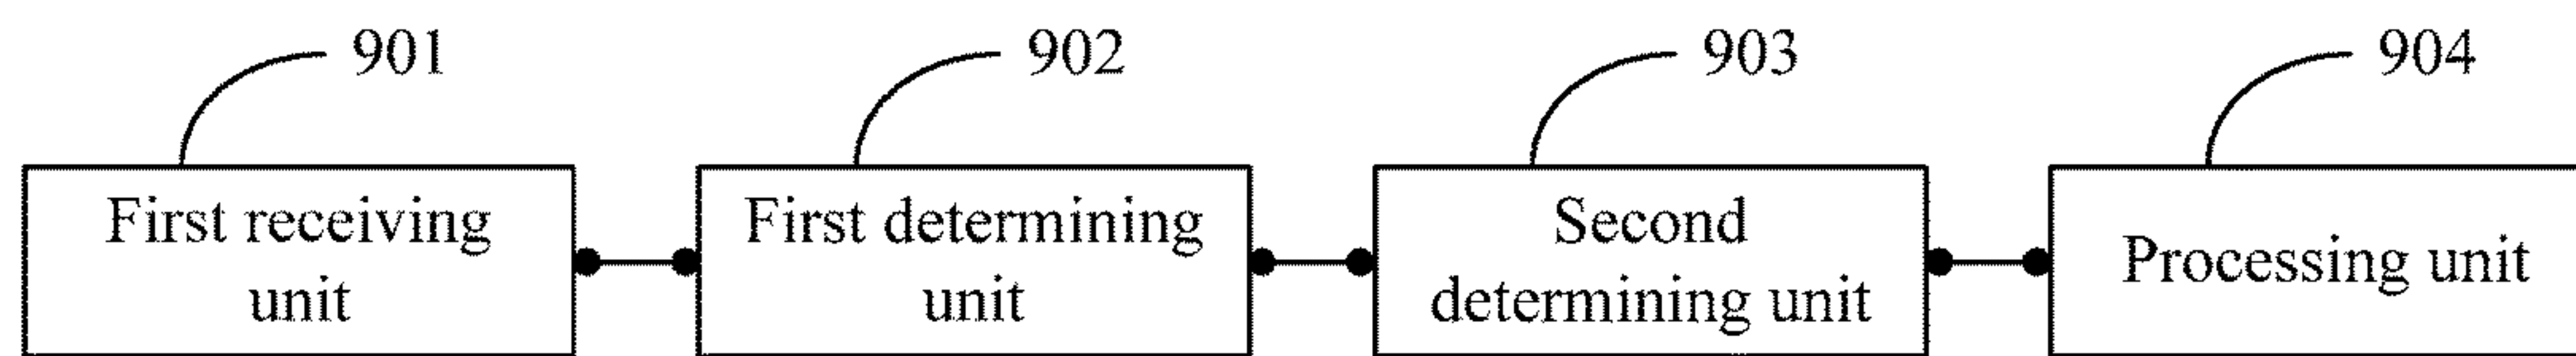 901
902
903
904
First receiving
unit
First determining
unit
Second
determining unit
Processing unit